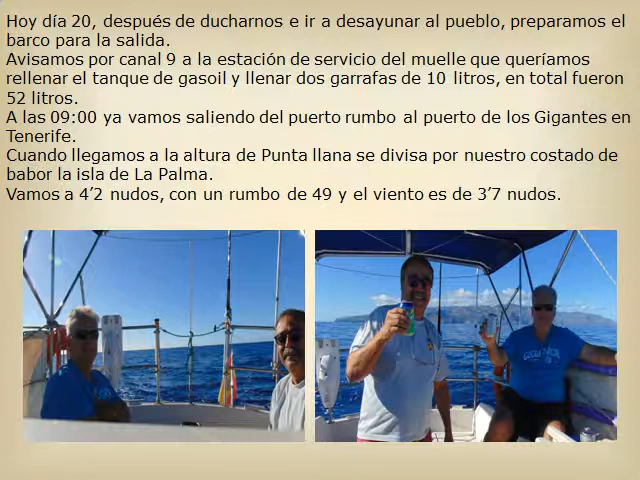 Hoy día 20, después de ducharnos e ir a desayunar al pueblo, preparamos el
barco para la salida.
Avisamos por canal 9 a la estación de servicio del muelle que queríamos
rellenar el tanque de gasoil y llenar dos garrafas de 10 litros, en total fueron
52 litros.
A las 09:00 ya vamos saliendo del puerto rumbo al puerto de los Gigantes en
Tenerife.
Cuando llegamos a la altura de Punta llana se divisa por nuestro costado de
babor la isla de La Palma.
Vamos a 4’2 nudos, con un rumbo de 49 y el viento es de 3’7 nudos.